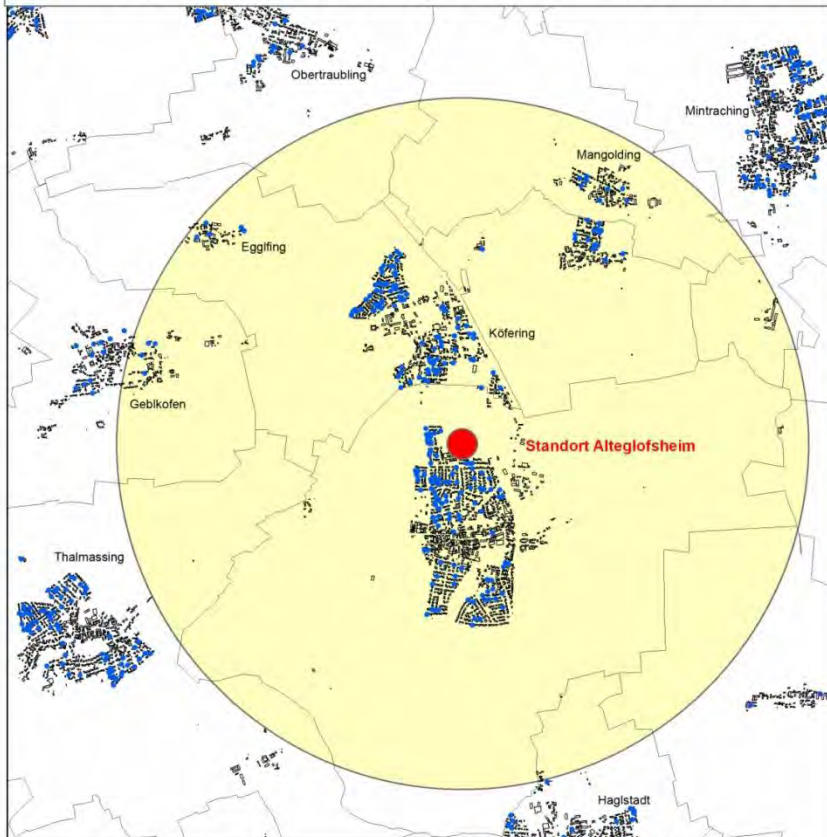 Obertraubling
Mintraching
Mangolding
Egglfing
Köfering
Geblkofen
Standort Alteglofsheim
Thalmassing
Haglstadt